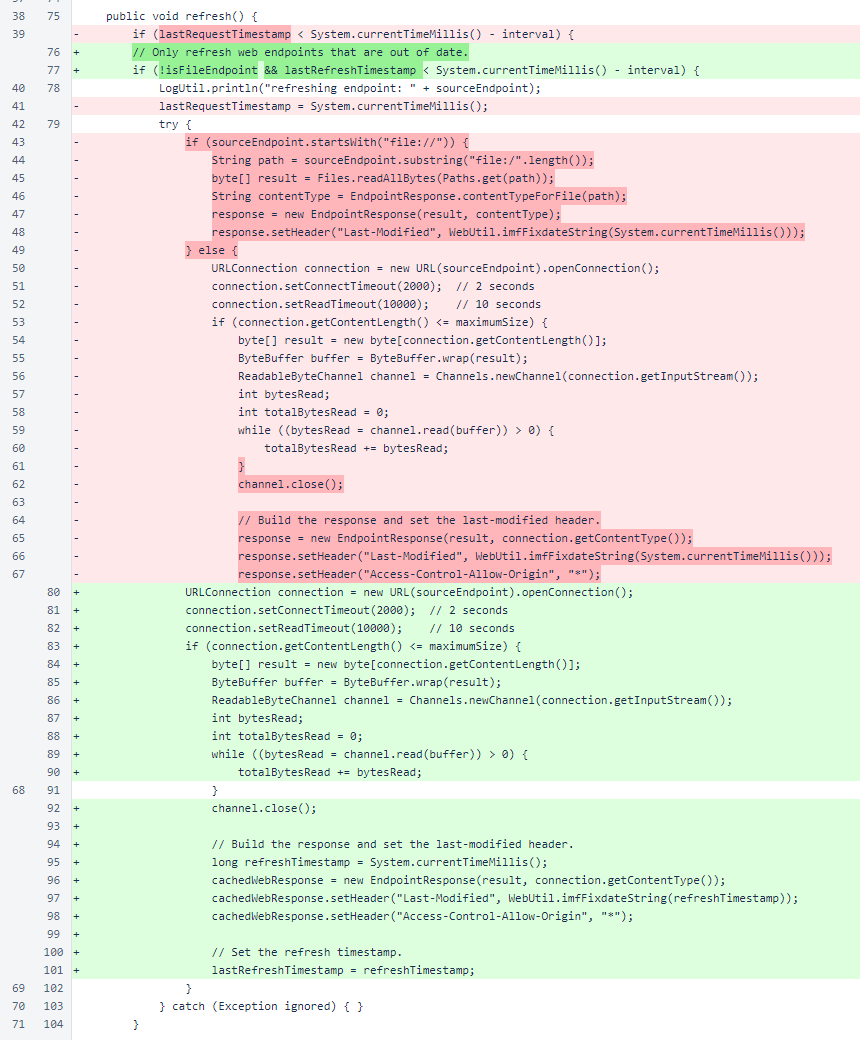 38 75 public void refresh() {
39 - if (lastRequestTimestamp < System.currentTimeMillis() - interval) {
76 + // Only refresh web endpoints that are out of date.
77 + if (!isFileEndpoint && lastRefreshTimestamp < System.currentTimeMillis() - interval) {
40 78 LogUtil.println("refreshing endpoint: " + sourceEndpoint);
41 - lastRequestTimestamp = System.currentTimeMillis();
42 79 try {
43 - if (sourceEndpoint.startsWith("file://")) {
44 - String path = sourceEndpoint.substring("file:/".length());
45 - byte[] result = Files.readAllBytes(Paths.get(path));
46 - String contentType = EndpointResponse.contentTypeForFile(path);
47 - response = new EndpointResponse(result, contentType);
48 - response.setHeader("Last-Modified", WebUtil.imfFixdateString(System.currentTimeMillis()));
49 - } else {
50 - URLConnection connection = new URL(sourceEndpoint).openConnection();
51 - connection.setConnectTimeout(2000); // 2 seconds
52 - connection.setReadTimeout(10000); // 10 seconds
53 - if (connection.getContentLength() <= maximumSize) {
54 - byte[] result = new byte[connection.getContentLength()];
55 - ByteBuffer buffer = ByteBuffer.wrap(result);
56 - ReadableByteChannel channel = Channels.newChannel(connection.getInputStream());
57 - int bytesRead;
58 - int totalBytesRead = 0;
59 - while ((bytesRead = channel.read(buffer)) > 0) {
60 - totalBytesRead += bytesRead;
61 - }
62 - channel.close();
63 -
64 - // Build the response and set the last-modified header.
65 - response = new EndpointResponse(result, connection.getContentType());
66 - response.setHeader("Last-Modified", WebUtil.imfFixdateString(System.currentTimeMillis()));
67 - response.setHeader("Access-Control-Allow-Origin", "*");
80 + URLConnection connection = new URL(sourceEndpoint).openConnection();
81 + connection.setConnectTimeout(2000); // 2 seconds
82 + connection.setReadTimeout(10000); // 10 seconds
83 + if (connection.getContentLength() <= maximumSize) {
84 + byte[] result = new byte[connection.getContentLength()];
85 + ByteBuffer buffer = ByteBuffer.wrap(result);
86 + ReadableByteChannel channel = Channels.newChannel(connection.getInputStream());
87 + int bytesRead;
88 + int totalBytesRead = 0;
89 + while ((bytesRead = channel.read(buffer)) > 0) {
90 + totalBytesRead += bytesRead;
68 91 }
92 + channel.close();
93 +
94 + // Build the response and set the last-modified header.
95 + long refreshTimestamp = System.currentTimeMillis();
96 + cachedWebResponse = new EndpointResponse(result, connection.getContentType());
97 + cachedWebResponse.setHeader("Last-Modified", WebUtil.imfFixdateString(refreshTimestamp));
98 + cachedWebResponse.setHeader("Access-Control-Allow-Origin", "*");
99 +
100 + // Set the refresh timestamp.
101 + lastRefreshTimestamp = refreshTimestamp;
69 102 }
70 103 } catch (Exception ignored) { }
71 104 }